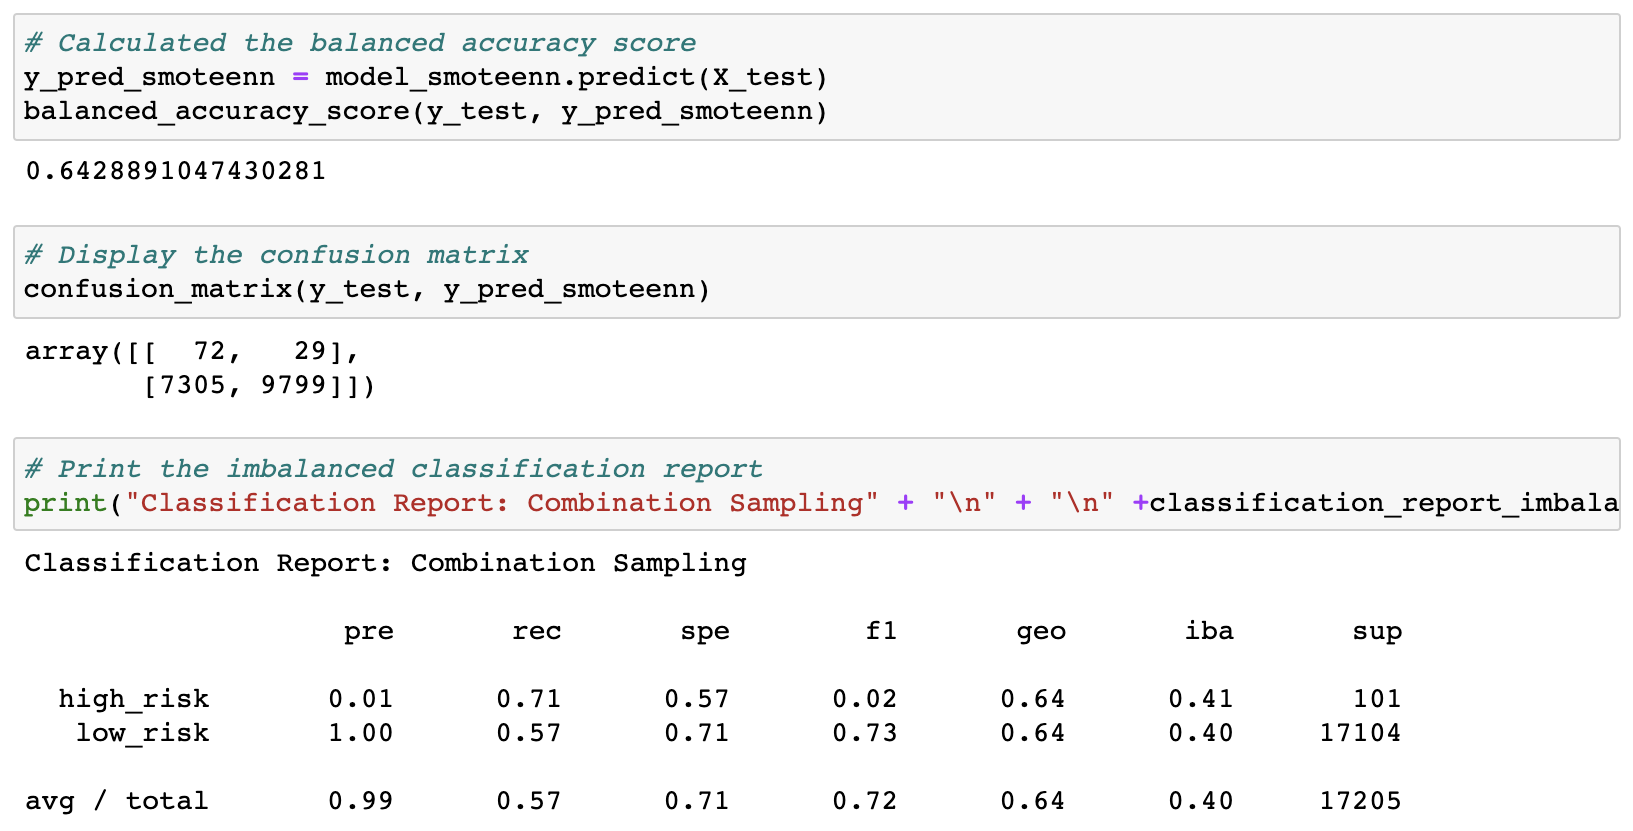 # Calculated the balanced accuracy score
y_pred_smoteenn = model_smoteenn.predict(X_test)
balanced_accuracy_score(y_test, y_pred_smoteenn)
0.6428891047430281
# Display the confusion matrix
confusion_matrix(y_test, y_pred_smoteenn)
array([[  72,   29],
       [7305, 9799]])
# Print the imbalanced classification report
print("Classification Report: Combination Sampling" + "\n" + "\n" +classification_report_imbala
Classification Report: Combination Sampling
                   pre       rec       spe        f1       geo       iba       sup
  high_risk       0.01      0.71      0.57      0.02      0.64      0.41       101
   low_risk       1.00      0.57      0.71      0.73      0.64      0.40     17104
avg / total       0.99      0.57      0.71      0.72      0.64      0.40     17205